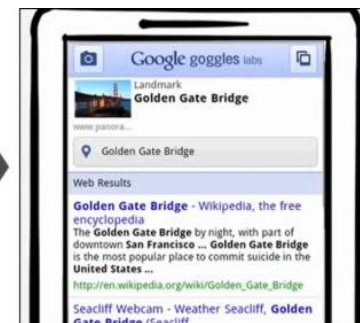 Google goggles labs
Landmark
Golden Gate Bridge
www.panora...
Golden Gate Bridge
Web Results
Golden Gate Bridge - Wikipedia, the free
encyclopedia
The Golden Gate Bridge by night, with part of
downtown San Francisco ... Golden Gate Bridge
is the most popular place to commit suicide in the
United States ...
http://en.wikipedia.org/wiki/Golden_Gate_Bridge
Seacliff Webcam - Weather Seacliff, Golden
Gate Bridge (Seacliff